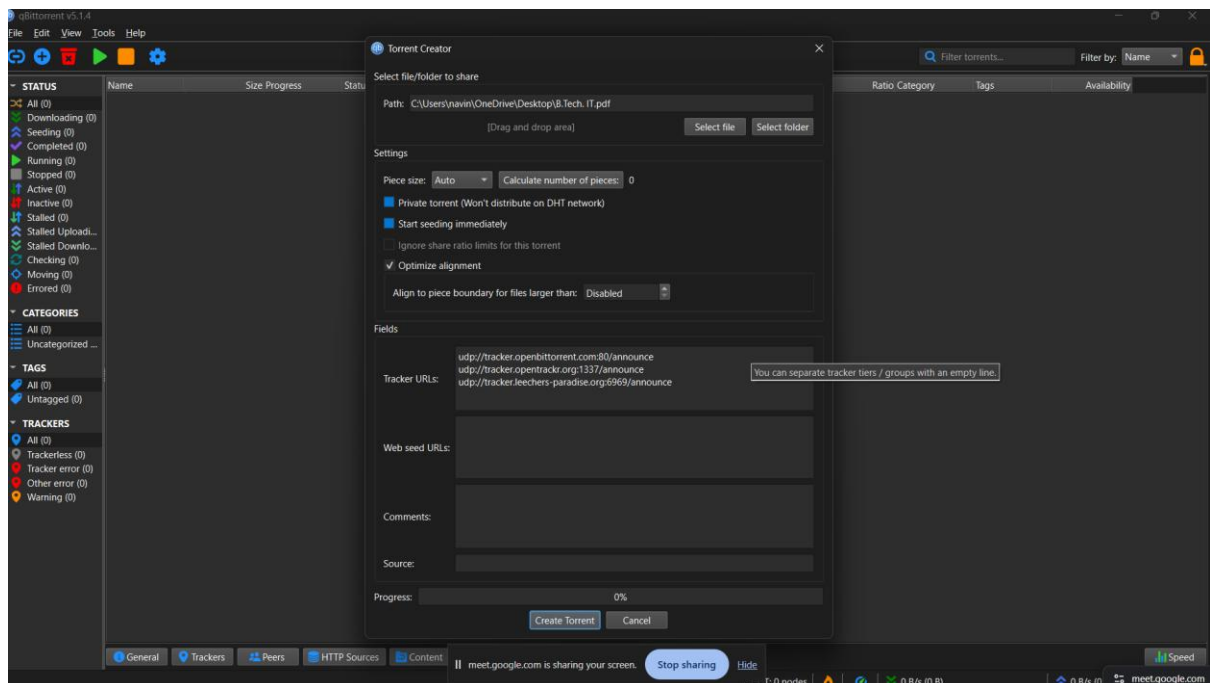 qBittorrent v5.1.4
File Edit View Tools Help
Filter torrents...
Filter by: Name
STATUS
All (0)
Downloading (0)
Seeding (0)
Completed (0)
Running (0)
Stopped (0)
Active (0)
Inactive (0)
Stalled (0)
Stalled Uploadi...
Stalled Downlo...
Checking (0)
Moving (0)
Errored (0)
CATEGORIES
All (0)
Uncategorized ...
TAGS
All (0)
Untagged (0)
TRACKERS
All (0)
Trackerless (0)
Tracker error (0)
Other error (0)
Warning (0)
Name Size Progress Statu
Ratio Category Tags Availability
Torrent Creator
Select file/folder to share
Path: C:\Users\navin\OneDrive\Desktop\B.Tech. IT.pdf
[Drag and drop area] Select file Select folder
Settings
Piece size: Auto Calculate number of pieces: 0
Private torrent (Won't distribute on DHT network)
Start seeding immediately
Ignore share ratio limits for this torrent
Optimize alignment
Align to piece boundary for files larger than: Disabled
Fields
Tracker URLs:
udp://tracker.openbittorrent.com:80/announce
udp://tracker.opentrackr.org:1337/announce
udp://tracker.leechers-paradise.org:6969/announce
You can separate tracker tiers / groups with an empty line.
Web seed URLs:
Comments:
Source:
Progress: 0%
Create Torrent Cancel
General Trackers Peers HTTP Sources Content Speed
meet.google.com is sharing your screen. Stop sharing Hide
T: 0 nodes 0 B/s (0 B) 0 B/s (0
meet.google.com